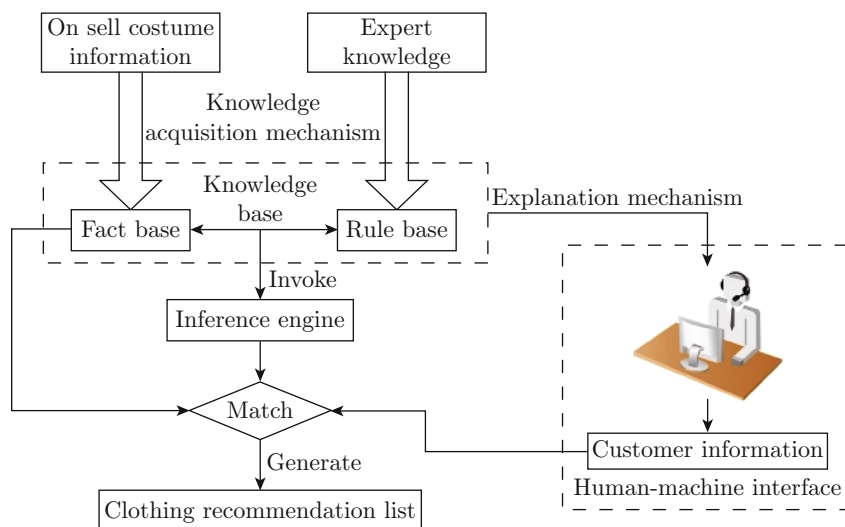 On sell costume
information
Expert
knowledge
Knowledge
acquisition mechanism
Knowledge
base
Fact base
Rule base
Explanation mechanism
Invoke
Inference engine
Match
Customer information
Generate
Human-machine interface
Clothing recommendation list